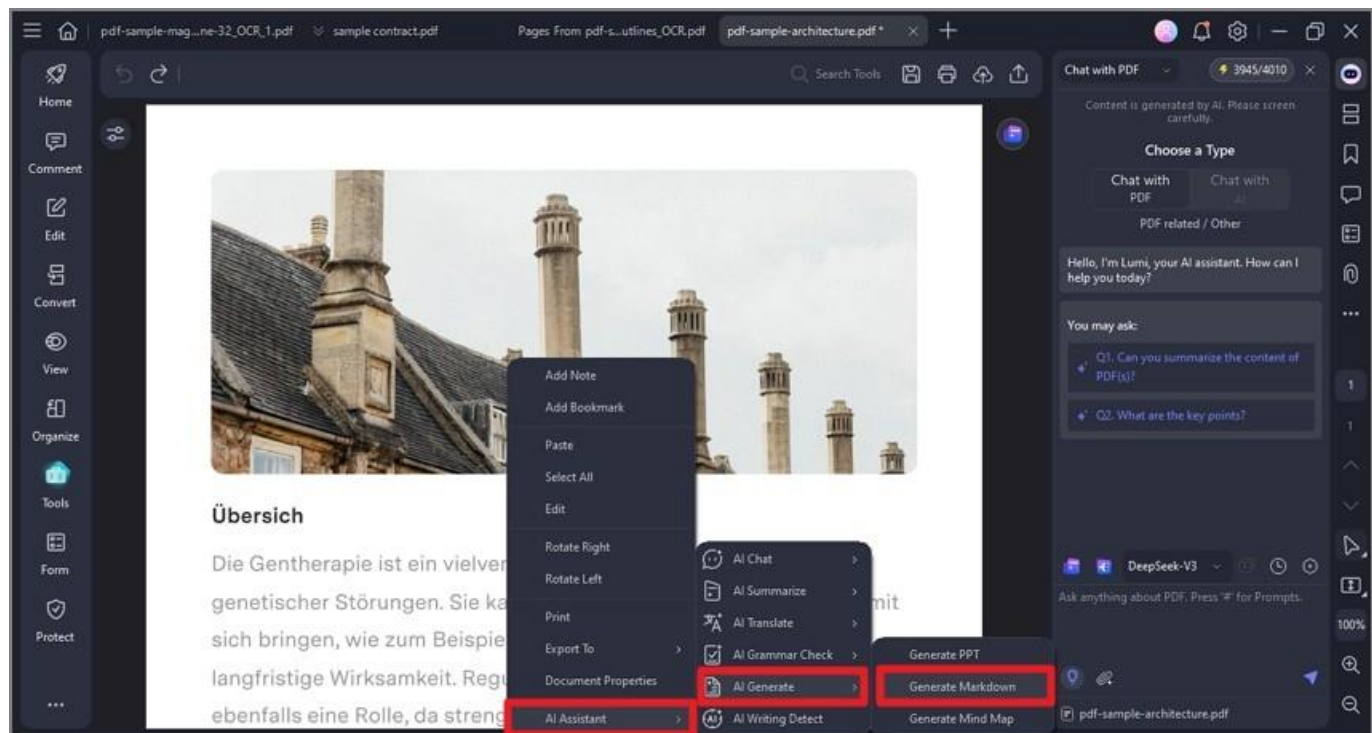 pdf-sample-mag...ne-32_OCR_1.pdf
sample contract.pdf
Pages From pdf-s...utlines_OCR.pdf
pdf-sample-architecture.pdf *
Home
Comment
Edit
Convert
View
Organize
Tools
Form
Protect
Search Tools
Übersich
Die Gentherapie ist ein vielver
genetischer Störungen. Sie ka
mit
sich bringen, wie zum Beispie
langfristige Wirksamkeit. Regu
ebenfalls eine Rolle, da streng
Add Note
Add Bookmark
Paste
Select All
Edit
Rotate Right
Rotate Left
Print
Export To
Document Properties
AI Assistant
AI Chat
AI Summarize
AI Translate
AI Grammar Check
AI Generate
AI Writing Detect
Generate PPT
Generate Markdown
Generate Mind Map
Chat with PDF
3945/4010
Content is generated by AI. Please screen
carefully.
Choose a Type
Chat with
PDF
Chat with
AI
PDF related / Other
Hello, I'm Lumi, your AI assistant. How can I
help you today?
You may ask:
Q1. Can you summarize the content of
PDF(s)?
Q2. What are the key points?
DeepSeek-V3
Ask anything about PDF. Press '#' for Prompts.
pdf-sample-architecture.pdf
1
1
100%